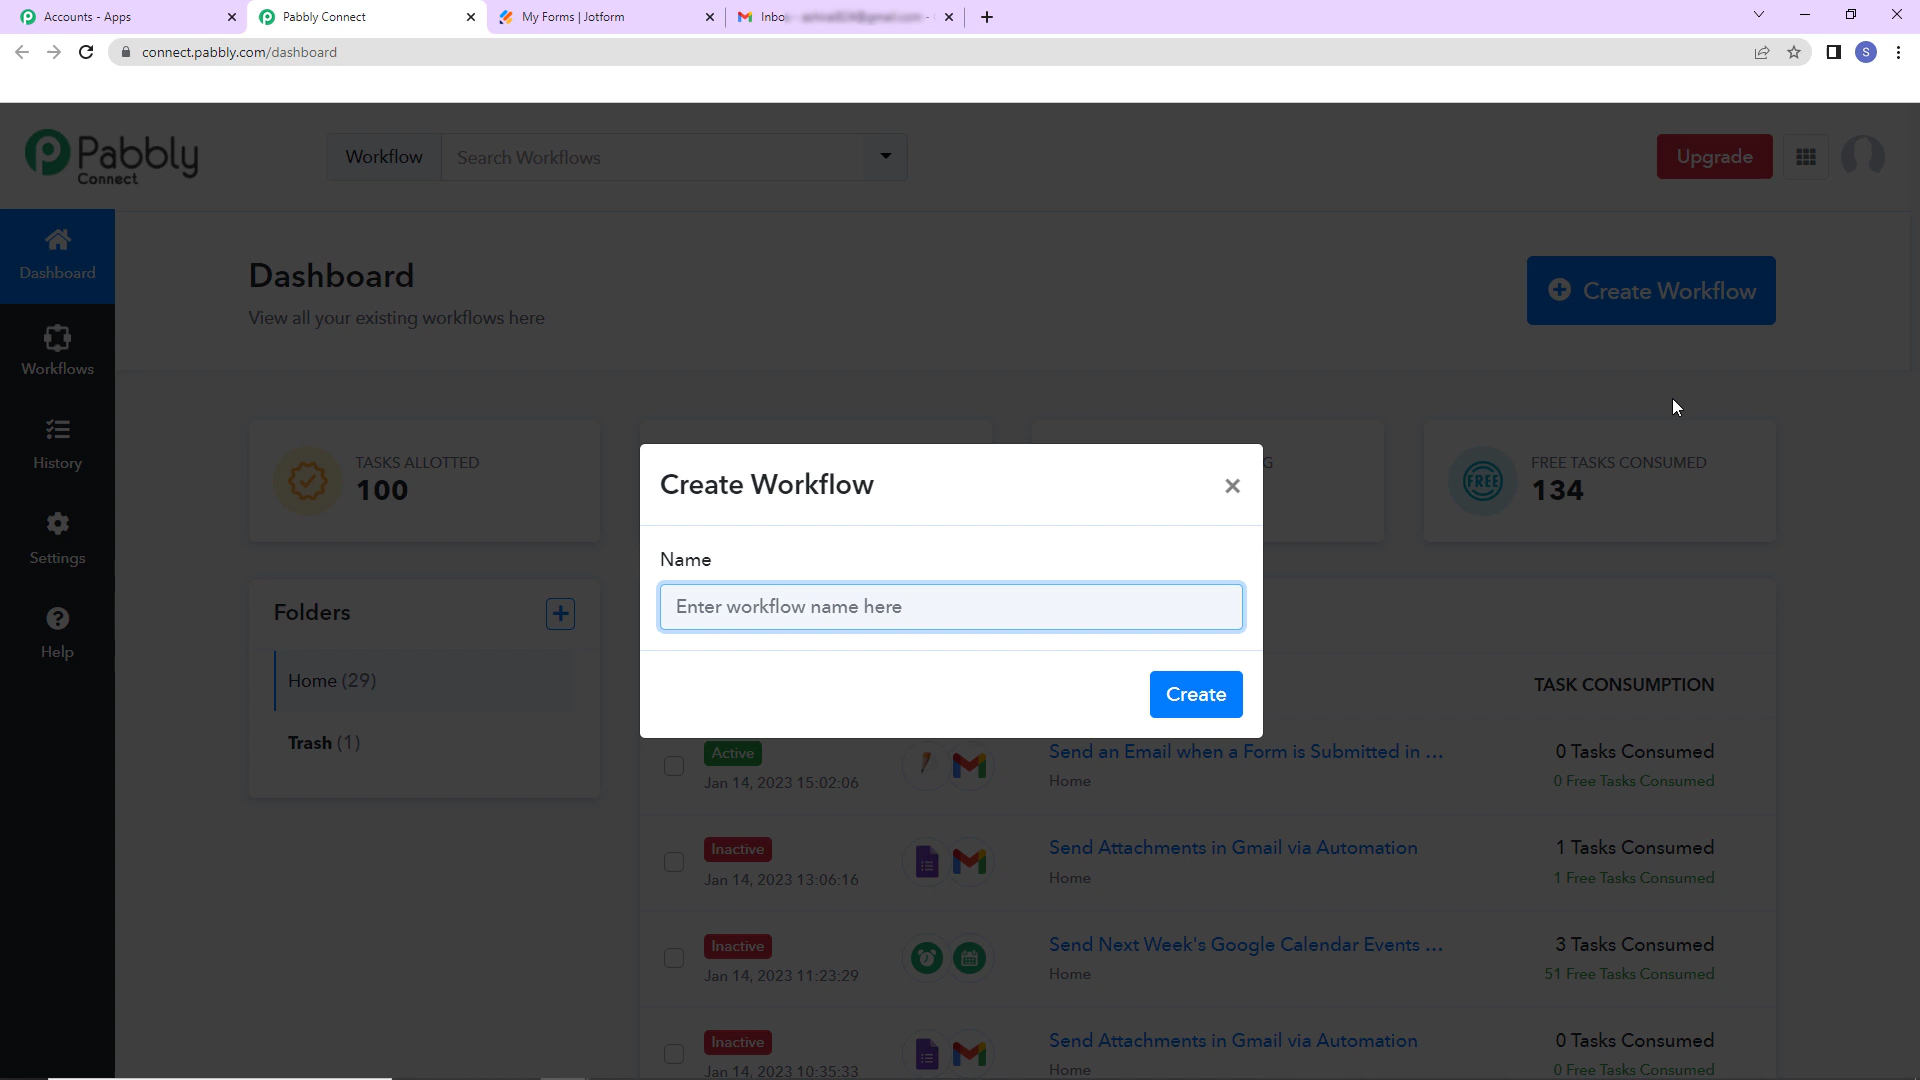 Accounts - Apps
Pabbly Connect
My Forms | Jotform
connect.pabbly.com/dashboard
S
Pabbly
Connect
Workflow
Search Workflows
Upgrade
Dashboard
Workflows
History
Settings
Help
Dashboard
View all your existing workflows here
Create Workflow
TASKS ALLOTTED
100
G
FREE
FREE TASKS CONSUMED
134
Create Workflow
Name
Enter workflow name here
Create
Folders
Home (29)
Trash (1)
TASK CONSUMPTION
Active
Jan 14, 2023 15:02:06
Send an Email when a Form is Submitted in ...
Home
0 Tasks Consumed
0 Free Tasks Consumed
Inactive
Jan 14, 2023 13:06:16
Send Attachments in Gmail via Automation
Home
1 Tasks Consumed
1 Free Tasks Consumed
Inactive
Jan 14, 2023 11:23:29
Send Next Week's Google Calendar Events ...
Home
3 Tasks Consumed
51 Free Tasks Consumed
Inactive
Jan 14, 2023 10:35:33
Send Attachments in Gmail via Automation
Home
0 Tasks Consumed
0 Free Tasks Consumed